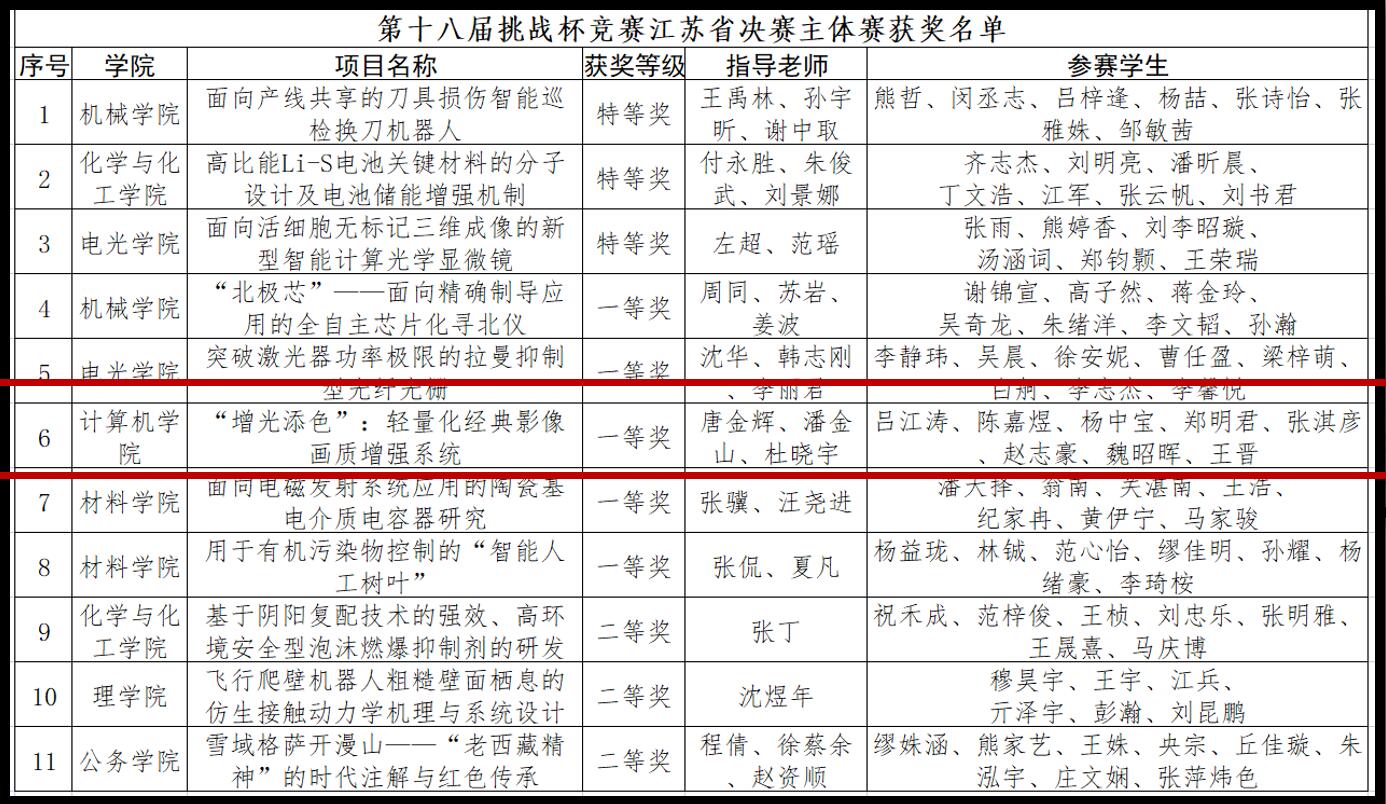 第十八届挑战杯竞赛江苏省决赛主体赛获奖名单
序号 学院 项目名称 获奖等级 指导老师 参赛学生
1 机械学院 面向产线共享的刀具损伤智能巡检换刀机器人 特等奖 王禹林、孙宇昕、谢中取 熊哲、闵丞志、吕梓逢、杨喆、张诗怡、张雅姝、邹敏茜
2 化学与化工学院 高比能Li-S电池关键材料的分子设计及电池储能增强机制 特等奖 付永胜、朱俊武、刘景娜 齐志杰、刘明亮、潘昕晨、丁文浩、江军、张云帆、刘书君
3 电光学院 面向活细胞无标记三维成像的新型智能计算光学显微镜 特等奖 左超、范瑶 张雨、熊婷香、刘李昭璇、汤涵词、郑钧颢、王荣瑞
4 机械学院 “北极芯”——面向精确制导应用的全自主芯片化寻北仪 一等奖 周同、苏岩、姜波 谢锦宣、高子然、蒋金玲、吴奇龙、朱绪洋、李文韬、孙瀚
5 电光学院 突破激光器功率极限的拉曼抑制型光纤光栅 一等奖 沈华、韩志刚、李丽君 李静玮、吴晨、徐安妮、曹任盈、梁梓萌、李志杰、李馨悦
6 计算机学院 “增光添色”：轻量化经典影像画质增强系统 一等奖 唐金辉、潘金山、杜晓宇 吕江涛、陈嘉煜、杨中宝、郑明君、张淇彦、赵志豪、魏昭晖、王晋
7 材料学院 面向电磁发射系统应用的陶瓷基电介质电容器研究 一等奖 张骥、汪尧进 翁南、吴湛南、王浩、纪家冉、黄伊宁、马家骏
8 材料学院 用于有机污染物控制的“智能人工树叶” 一等奖 张侃、夏凡 杨益珑、林铖、范心怡、缪佳明、孙耀、杨绪豪、李琦桉
9 化学与化工学院 基于阴阳复配技术的强效、高环境安全型泡沫燃爆抑制剂的研发 二等奖 张丁 祝禾成、范梓俊、王桢、刘忠乐、张明雅、王晟熹、马庆博
10 理学院 飞行爬壁机器人粗糙壁面栖息的仿生接触动力学机理与系统设计 二等奖 沈煜年 穆昊宇、王宇、江兵、亓泽宇、彭瀚、刘昆鹏
11 公务学院 雪域格萨开漫山——“老西藏精神”的时代注解与红色传承 二等奖 程倩、徐蔡余、赵资顺 缪姝涵、熊家艺、王姝、央宗、丘佳璇、朱泓宇、庄文娴、张萍炜色